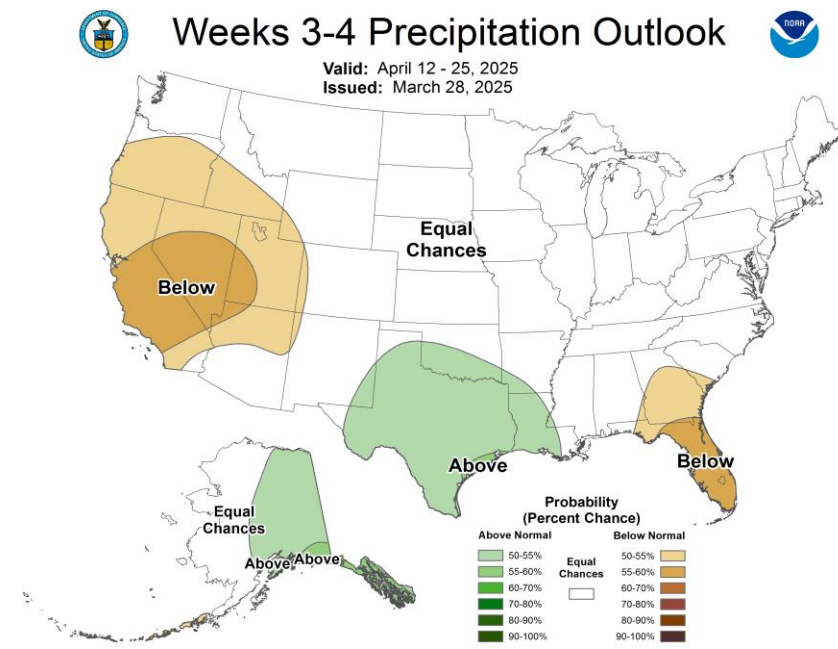 Weeks 3-4 Precipitation Outlook
NOAA
Valid: April 12 - 25, 2025
Issued: March 28, 2025
Equal
Chances
Below
Above
Below
Equal
Chances
Above
Above
Probability
(Percent Chance)
Above Normal
Below Normal
50-55%
55-60%
60-70%
70-80%
80-90%
90-100%
Equal
Chances
50-55%
55-60%
60-70%
70-80%
80-90%
90-100%